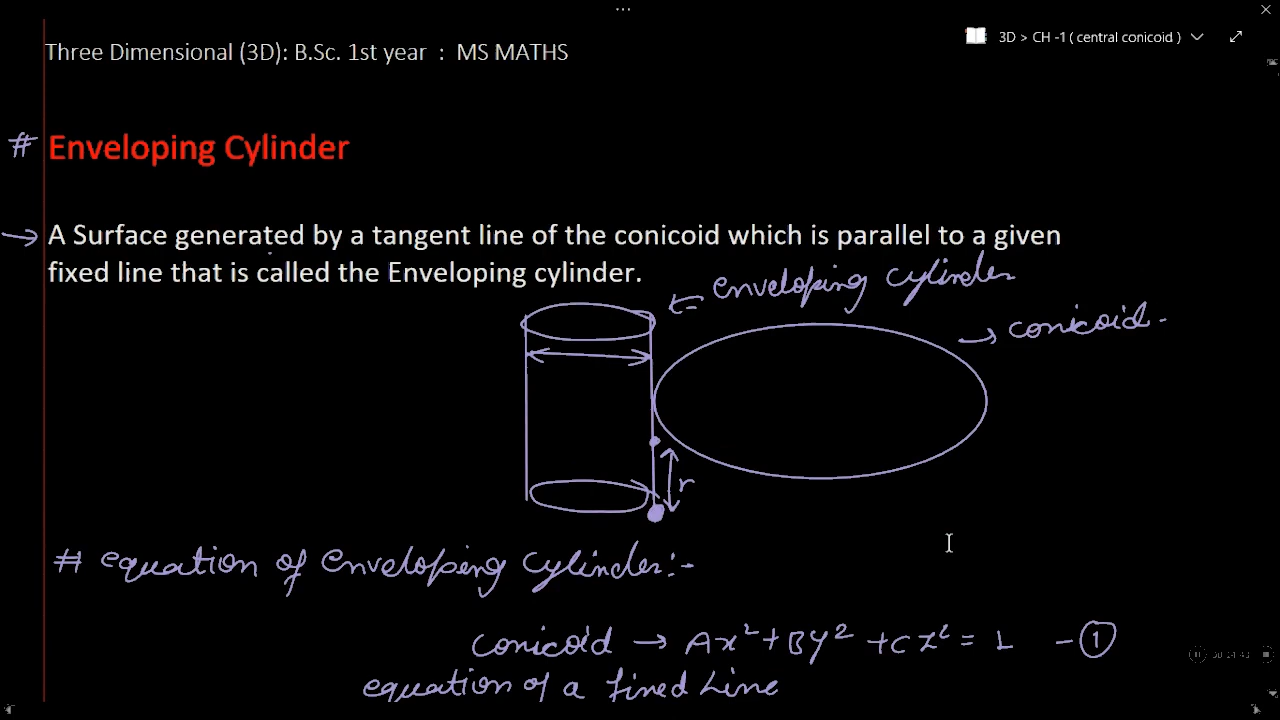 Three Dimensional (3D): B.Sc. 1st year : MS MATHS
3D > CH -1 ( central conicoid )
# Enveloping Cylinder
→ A Surface generated by a tangent line of the conicoid which is parallel to a given
fixed line that is called the Enveloping cylinder.
← enveloping cylinder
→ conicoid.
r
# equation of enveloping cylinder:-
conicoid → Ax² + By² + Cz² = 1 - ①
equation of a fixed Line